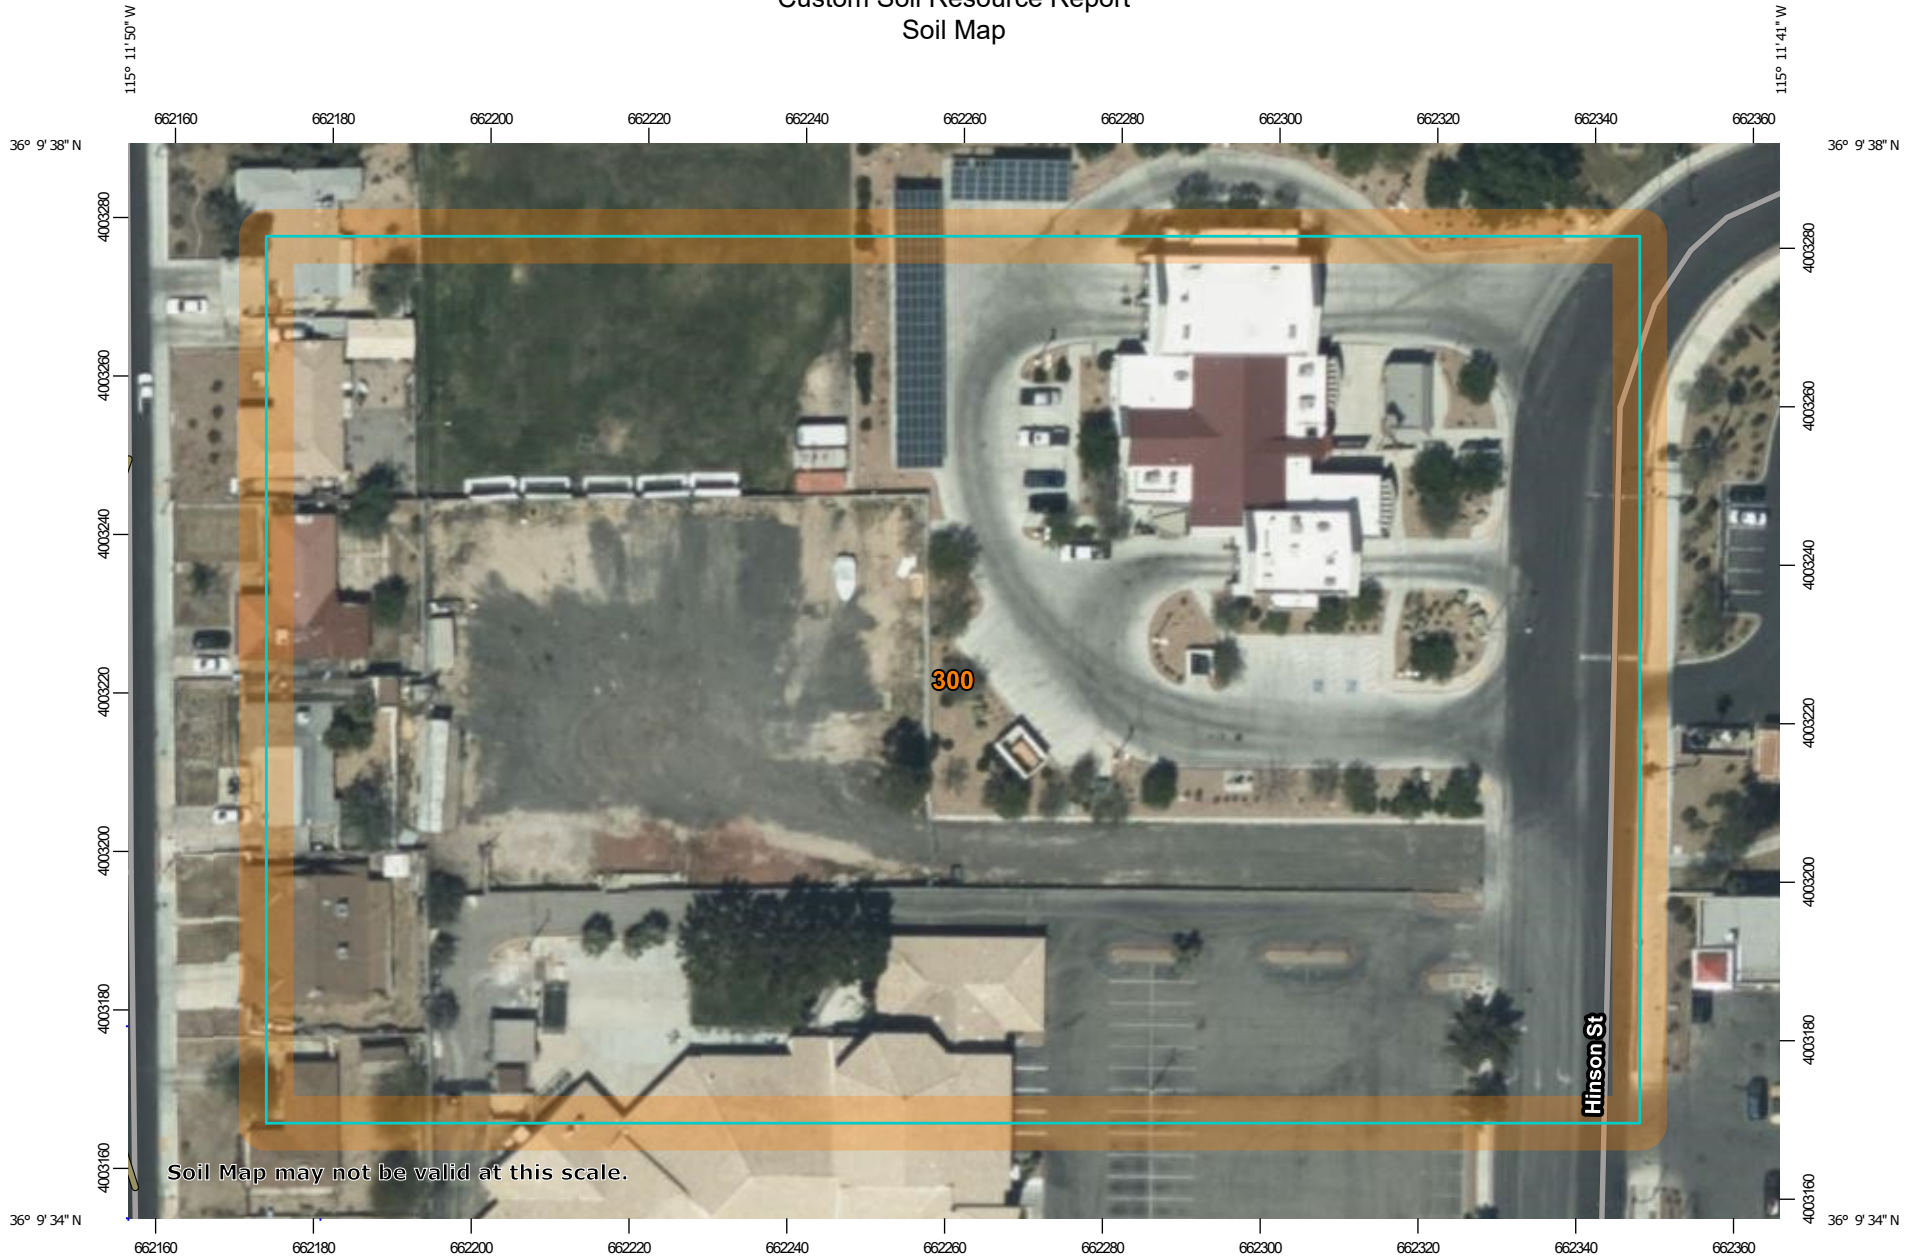 Custom Soil Resource Report
Soil Map
115° 11' 50" W
115° 11' 41" W
662160 662180 662200 662220 662240 662260 662280 662300 662320 662340 662360
36° 9' 38" N
36° 9' 38" N
4003280
4003280
4003260
4003260
4003240
4003240
300
4003220
4003220
4003200
4003200
4003180
4003180
Hinson St
4003160
4003160
Soil Map may not be valid at this scale.
36° 9' 34" N
36° 9' 34" N
662160 662180 662200 662220 662240 662260 662280 662300 662320 662340 662360